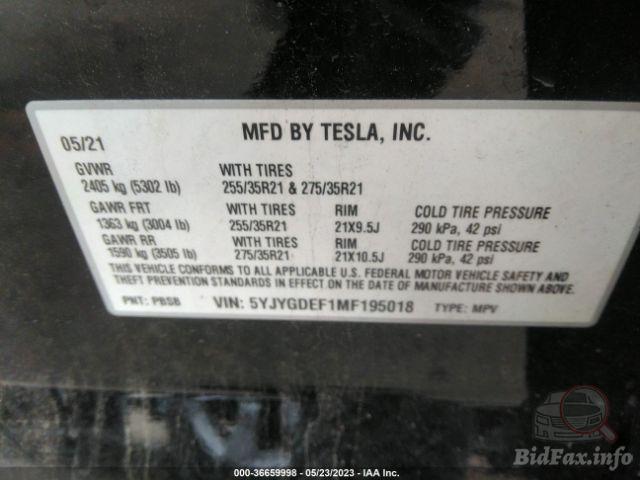 05/21 MFD BY TESLA, INC.
GVWR WITH TIRES
2405 kg (5302 lb) 255/35R21 & 275/35R21
GAWR FRT WITH TIRES RIM COLD TIRE PRESSURE
1363 kg (3004 lb) 255/35R21 21X9.5J 290 kPa, 42 psi
GAWR RR WITH TIRES RIM COLD TIRE PRESSURE
1590 kg (3505 lb) 275/35R21 21X10.5J 290 kPa, 42 psi
THIS VEHICLE CONFORMS TO ALL APPLICABLE U.S. FEDERAL MOTOR VEHICLE SAFETY AND
THEFT PREVENTION STANDARDS IN EFFECT ON THE DATE OF MANUFACTURE SHOWN ABOVE.
PNT: PBSB VIN: 5YJYGDEF1MF195018 TYPE: MPV
BidFax.info
000-36659998 - 05/23/2023 - IAA Inc.